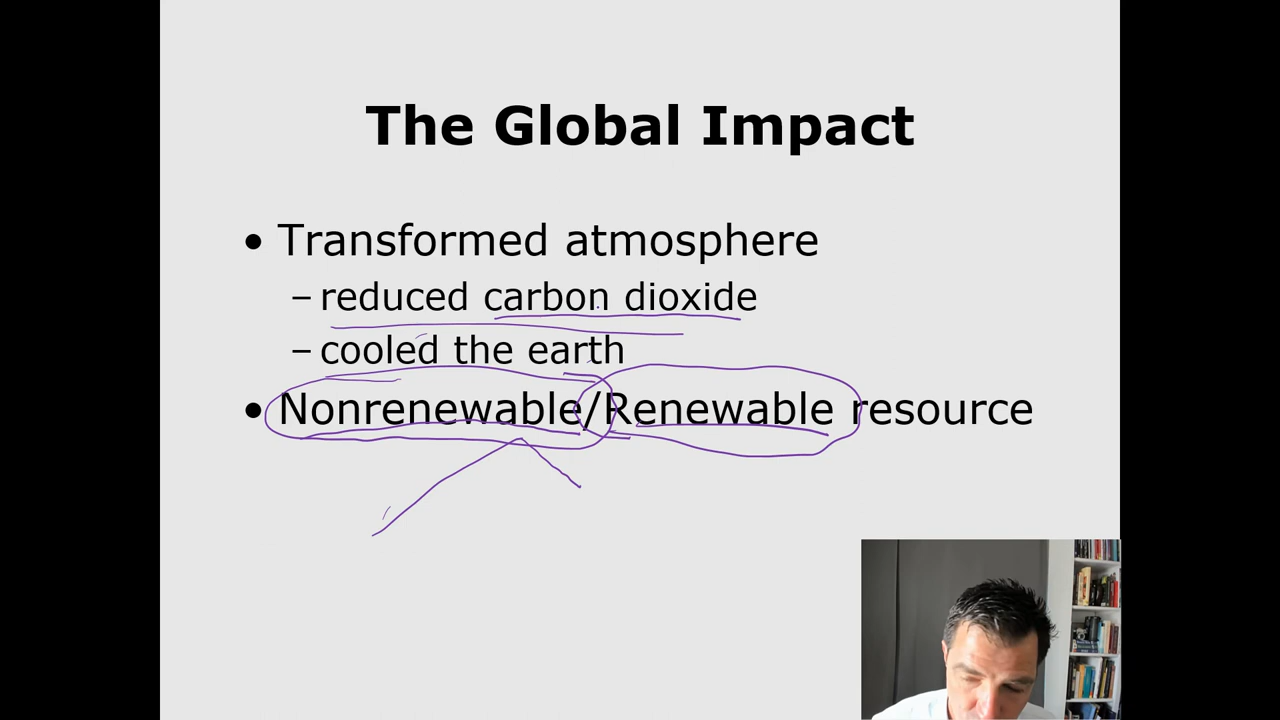 The Global Impact
• Transformed atmosphere
– reduced carbon dioxide
– cooled the earth
• Nonrenewable/Renewable resource